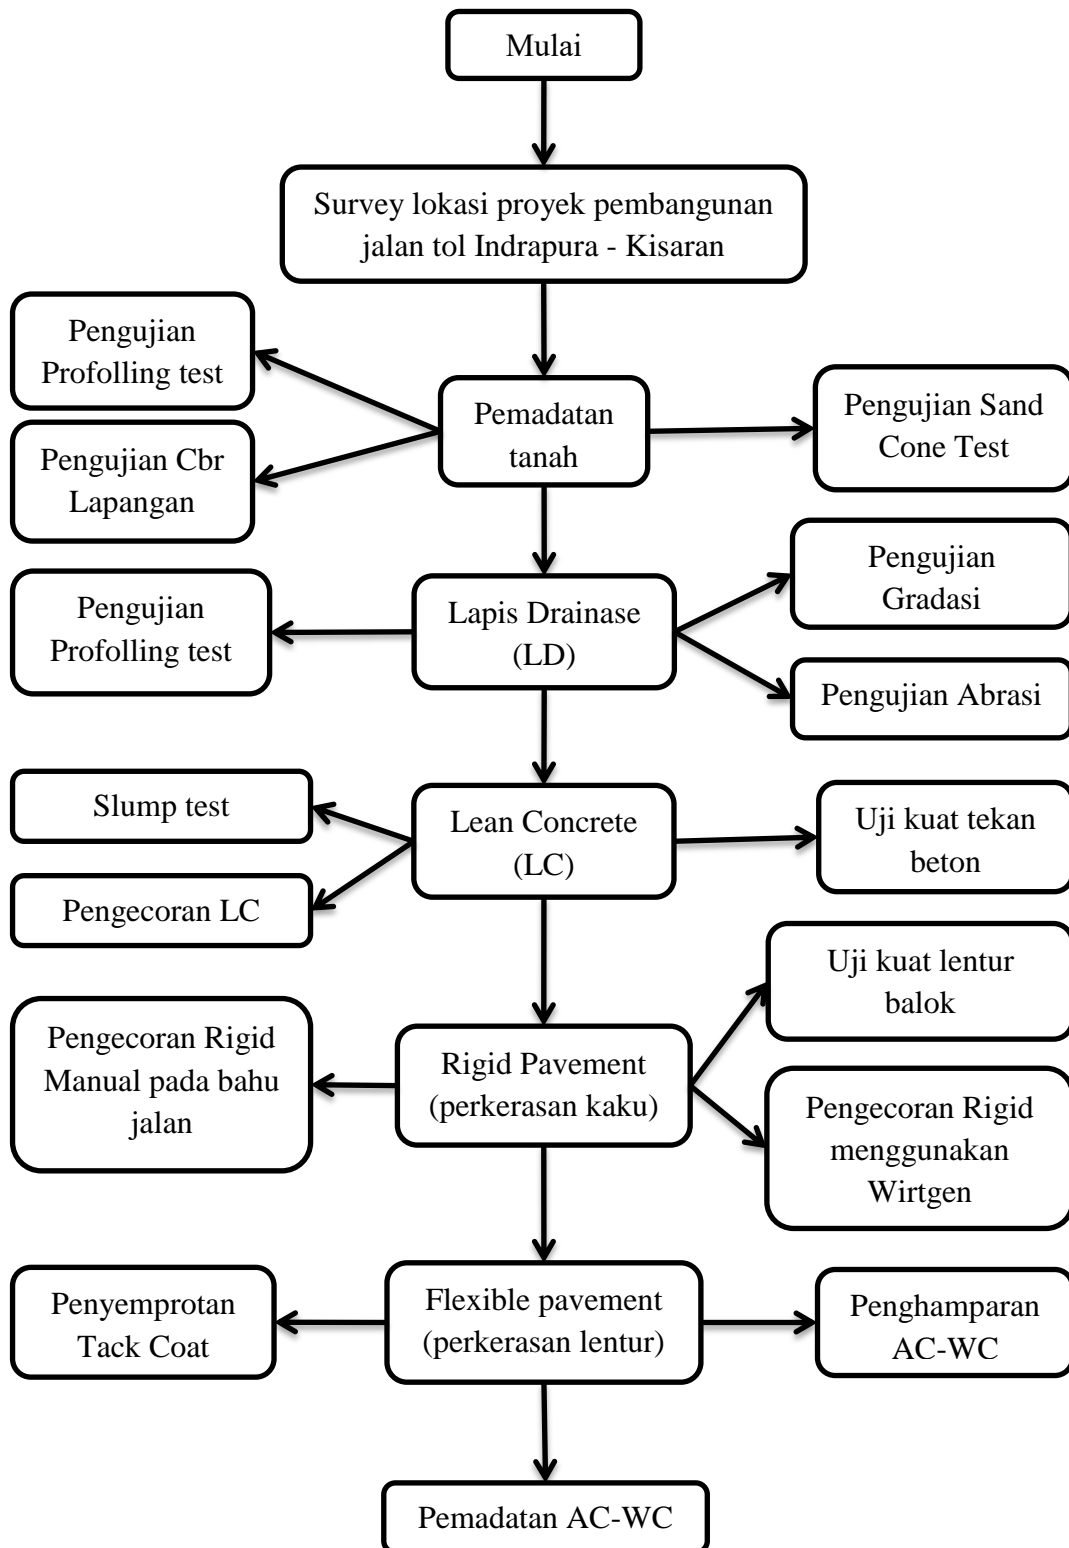 Mulai
Survey lokasi proyek pembangunan
jalan tol Indrapura - Kisaran
Pengujian
Profolling test
Pemadatan
tanah
Pengujian Sand
Cone Test
Pengujian Cbr
Lapangan
Pengujian
Gradasi
Pengujian
Profolling test
Lapis Drainase
(LD)
Pengujian Abrasi
Slump test
Lean Concrete
(LC)
Uji kuat tekan
beton
Pengecoran LC
Uji kuat lentur
balok
Pengecoran Rigid
Manual pada bahu
jalan
Rigid Pavement
(perkerasan kaku)
Pengecoran Rigid
menggunakan
Wirtgen
Penyemprotan
Tack Coat
Flexible pavement
(perkerasan lentur)
Penghamparan
AC-WC
Pemadatan AC-WC